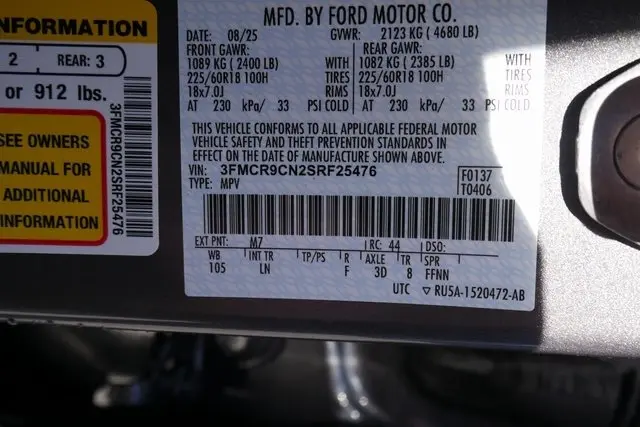 NFORMATION
2 REAR: 3
or 912 lbs.
SEE OWNERS
MANUAL FOR
ADDITIONAL
INFORMATION
3FMCR9CN2SRF25476
MFD. BY FORD MOTOR CO.
DATE: 08/25 GVWR: 2123 KG ( 4680 LB)
FRONT GAWR: REAR GAWR:
1089 KG ( 2400 LB) WITH 1082 KG ( 2385 LB) WITH
225/60R18 100H TIRES 225/60R18 100H TIRES
18x7.0J RIMS 18x7.0J RIMS
AT 230 kPa/ 33 PSI COLD AT 230 kPa/ 33 PSI COLD
THIS VEHICLE CONFORMS TO ALL APPLICABLE FEDERAL MOTOR
VEHICLE SAFETY AND THEFT PREVENTION STANDARDS IN
EFFECT ON THE DATE OF MANUFACTURE SHOWN ABOVE.
VIN: 3FMCR9CN2SRF25476 F0137
TYPE: MPV T0406
EXT PNT: M7 RC: 44 DSO:
WB INT TR TP/PS R AXLE TR SPR
105 LN F 3D 8 FFNN
UTC RU5A-1520472-AB